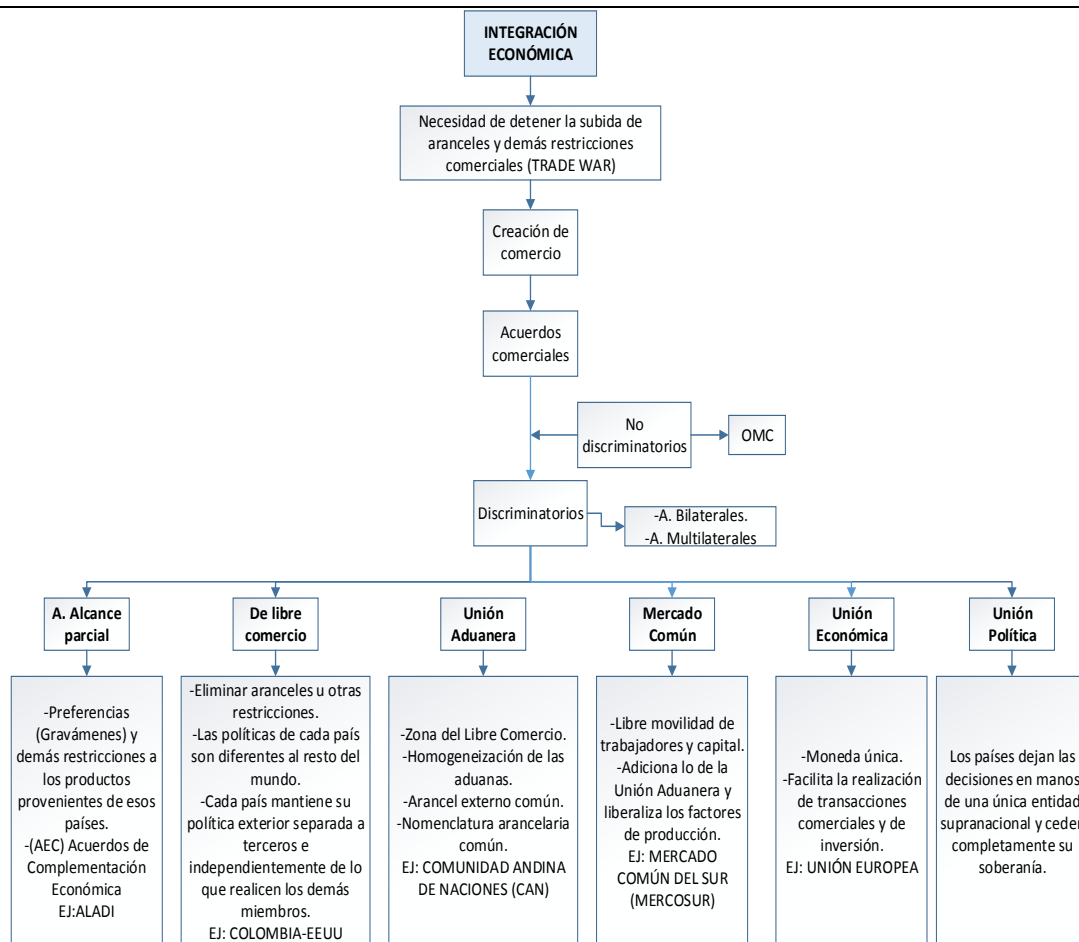 INTEGRACIÓN
ECONÓMICA
Necesidad de detener la subida de
aranceles y demás restricciones
comerciales (TRADE WAR)
Creación de
comercio
Acuerdos
comerciales
No
discriminatorios
OMC
Discriminatorios
-A. Bilaterales.
-A. Multilaterales
A. Alcance
parcial
De libre
comercio
Unión
Aduanera
Mercado
Común
Unión
Económica
Unión
Política
-Preferencias
(Gravámenes) y
demás restricciones a
los productos
provenientes de esos
países.
-(AEC) Acuerdos de
Complementación
Económica
EJ:ALADI
-Eliminar aranceles u otras
restricciones.
-Las políticas de cada país
son diferentes al resto del
mundo.
-Cada país mantiene su
política exterior separada a
terceros e
independientemente de lo
que realicen los demás
miembros.
EJ: COLOMBIA-EEUU
-Zona del Libre Comercio.
-Homogeneización de las
aduanas.
-Arancel externo común.
-Nomenclatura arancelaria
común.
EJ: COMUNIDAD ANDINA
DE NACIONES (CAN)
-Libre movilidad de
trabajadores y capital.
-Adiciona lo de la
Unión Aduanera y
liberaliza los factores
de producción.
EJ: MERCADO
COMÚN DEL SUR
(MERCOSUR)
-Moneda única.
-Facilita la realización
de transacciones
comerciales y de
inversión.
EJ: UNIÓN EUROPEA
Los países dejan las
decisiones en manos
de una única entidad
supranacional y ceden
completamente su
soberanía.